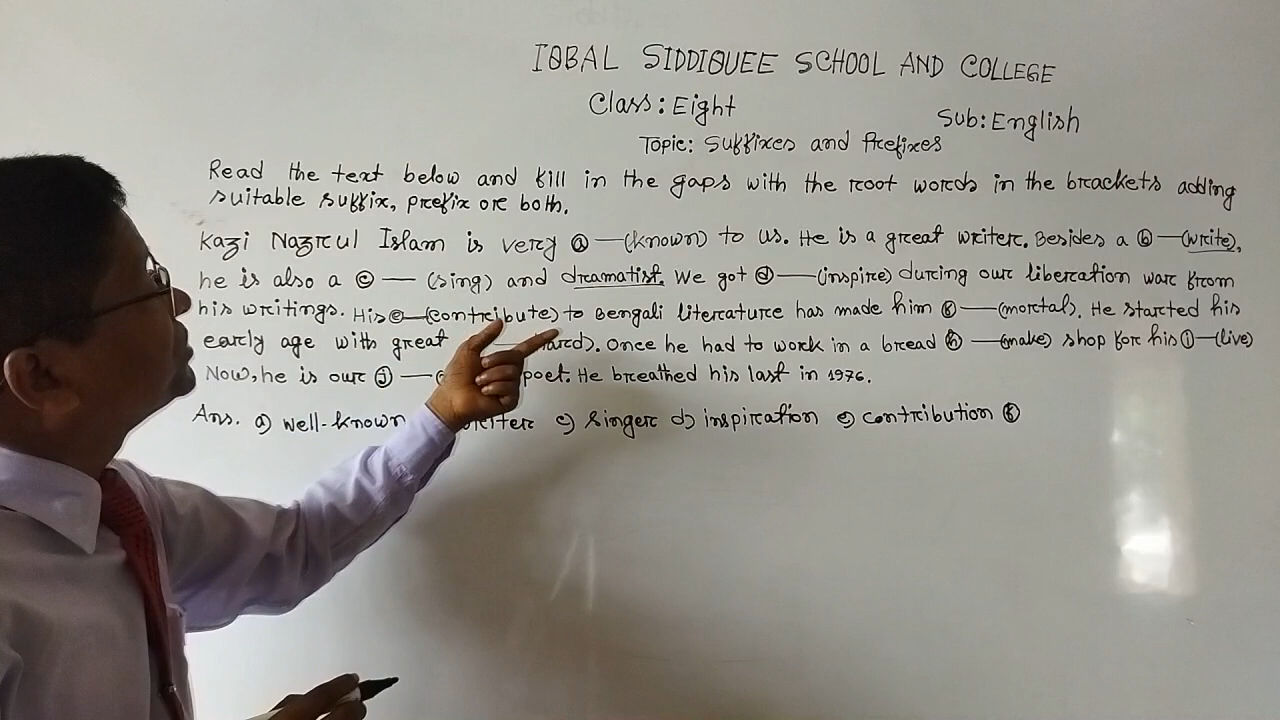 IQBAL SIDDIQUEE SCHOOL AND COLLEGE
Class: Eight
Sub: English
Topic: Suffixes and Prefixes
Read the text below and fill in the gaps with the root words in the brackets adding
suitable suffix, prefix or both.
Kazi Nazrul Islam is very ⓐ — (known) to us. He is a great writer. Besides a ⓑ — (write),
he is also a ⓒ — (sing) and dramatist. We got ⓓ — (inspire) during our liberation war from
his writings. His ⓔ — (contribute) to Bengali literature has made him ⓕ — (mortal). He started his
early age with great hard). Once he had to work in a bread ⓗ — (make) shop for his ⓘ — (live)
Now, he is our ⓙ — poet. He breathed his last in 1976.
Ans. a) well-known writer c) singer d) inspiration e) contribution ⓕ